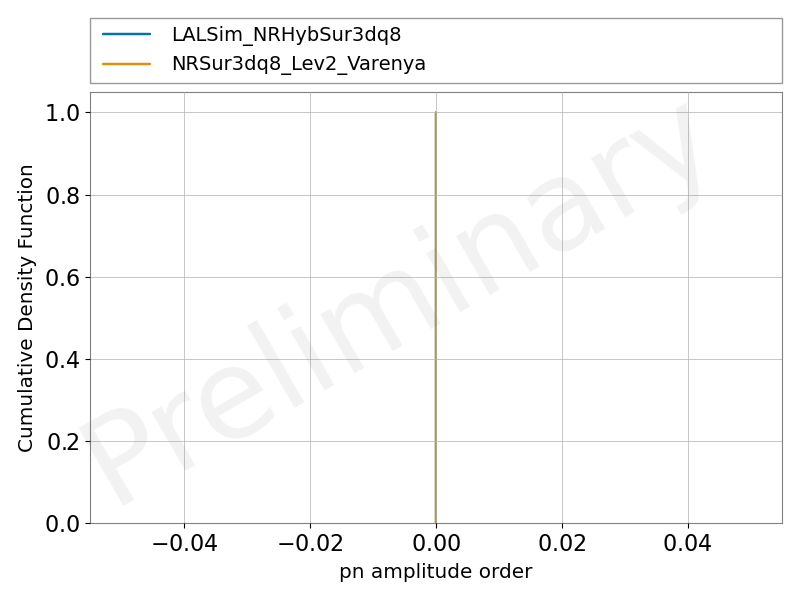 LALSim_NRHybSur3dq8
NRSur3dq8_Lev2_Varenya
1.0
0.8
0.6
0.4
0.2
0.0
Cumulative Density Function
Preliminary
−0.04 −0.02 0.00 0.02 0.04
pn amplitude order